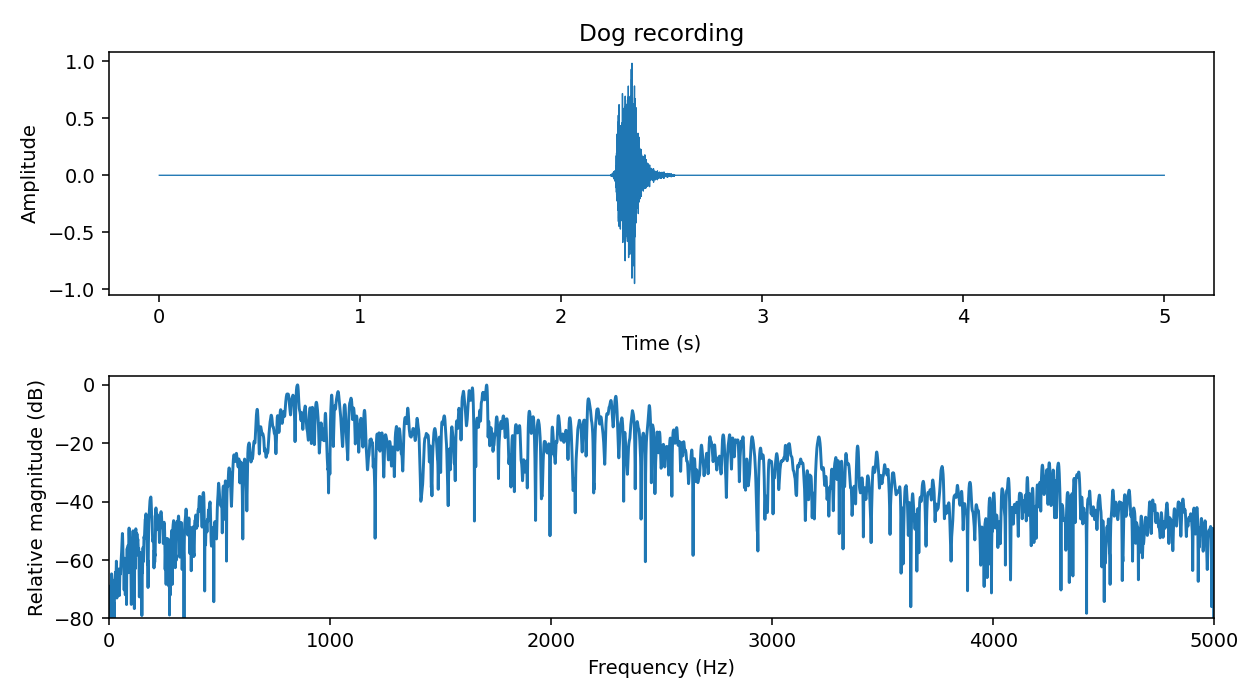 Dog recording
1.0
0.5
0.0
−0.5
−1.0
Amplitude
0 1 2 3 4 5
Time (s)
0
−20
−40
−60
−80
Relative magnitude (dB)
0 1000 2000 3000 4000 5000
Frequency (Hz)